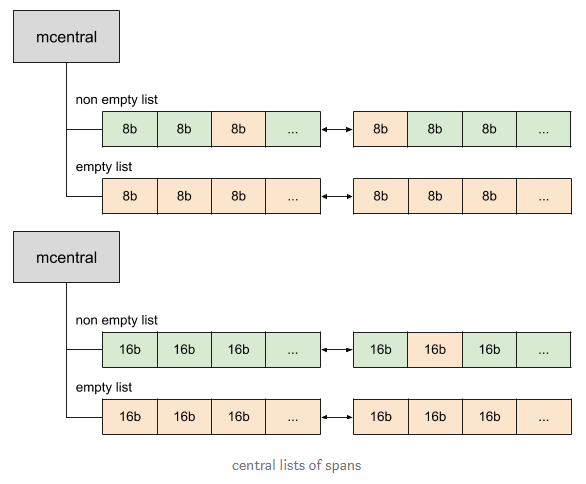 mcentral
non empty list
8b 8b 8b ... 8b 8b 8b ...
empty list
8b 8b 8b ... 8b 8b 8b ...
mcentral
non empty list
16b 16b 16b ... 16b 16b 16b ...
empty list
16b 16b 16b ... 16b 16b 16b ...
central lists of spans